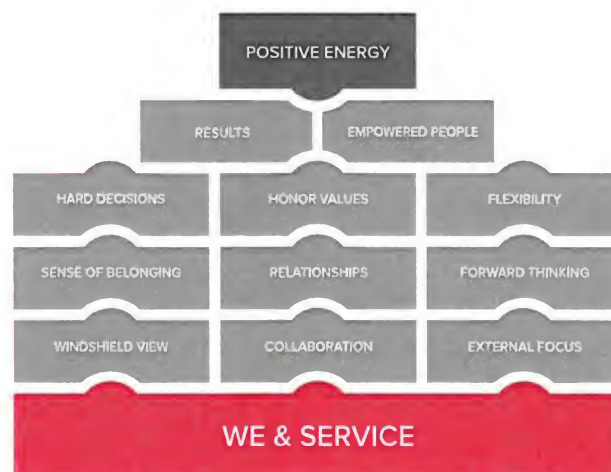 POSITIVE ENERGY
RESULTS
EMPOWERED PEOPLE
HARD DECISIONS
HONOR VALUES
FLEXIBILITY
SENSE OF BELONGING
RELATIONSHIPS
FORWARD THINKING
WINDSHIELD VIEW
COLLABORATION
EXTERNAL FOCUS
WE & SERVICE